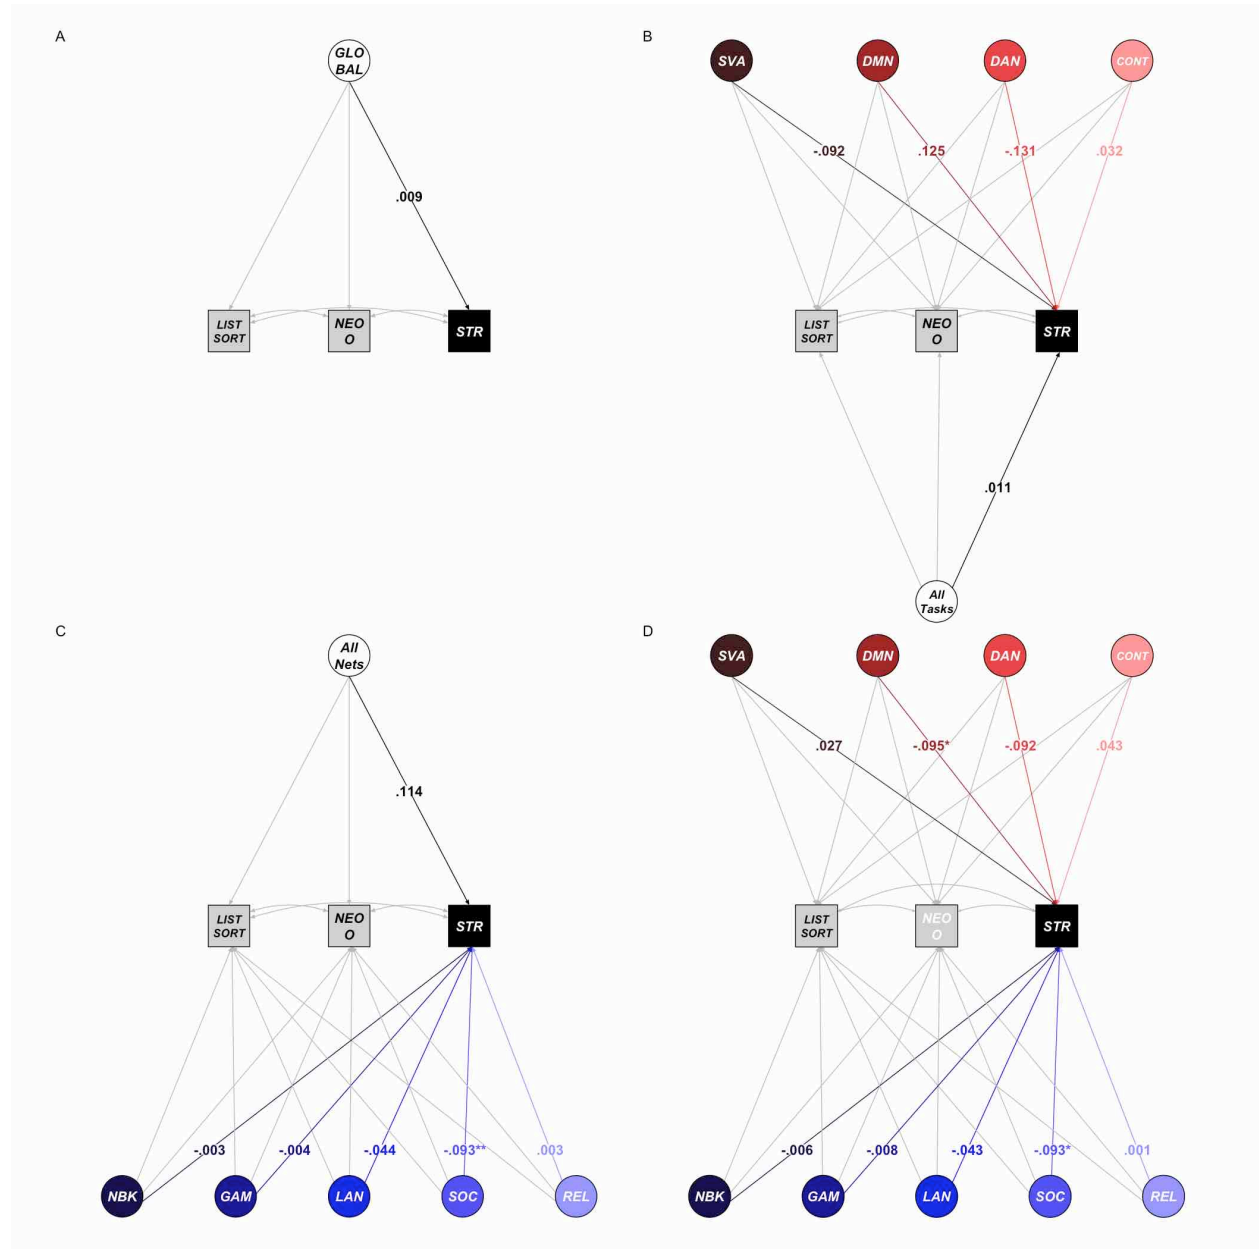 A
GLO
BAL
.009
LIST
SORT
NEO
O
STR
B
SVA
DMN
DAN
CONT
-.092
.125
-.131
.032
LIST
SORT
NEO
O
STR
.011
All
Tasks
C
All
Nets
.114
LIST
SORT
NEO
O
STR
-.003
-.004
-.044
-.093**
.003
NBK
GAM
LAN
SOC
REL
D
SVA
DMN
DAN
CONT
.027
-.095*
-.092
.043
LIST
SORT
NEO
O
STR
-.006
-.008
-.043
-.093*
.001
NBK
GAM
LAN
SOC
REL